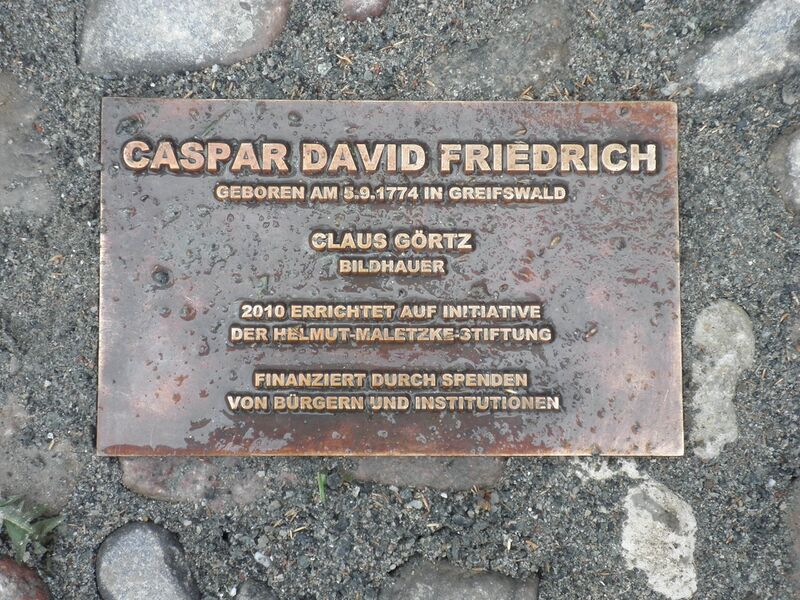 CASPAR DAVID FRIEDRICH
GEBOREN AM 5.9.1774 IN GREIFSWALD
CLAUS GÖRTZ
BILDHAUER
2010 ERRICHTET AUF INITIATIVE
DER HELMUT-MALETZKE-STIFTUNG
FINANZIERT DURCH SPENDEN
VON BÜRGERN UND INSTITUTIONEN